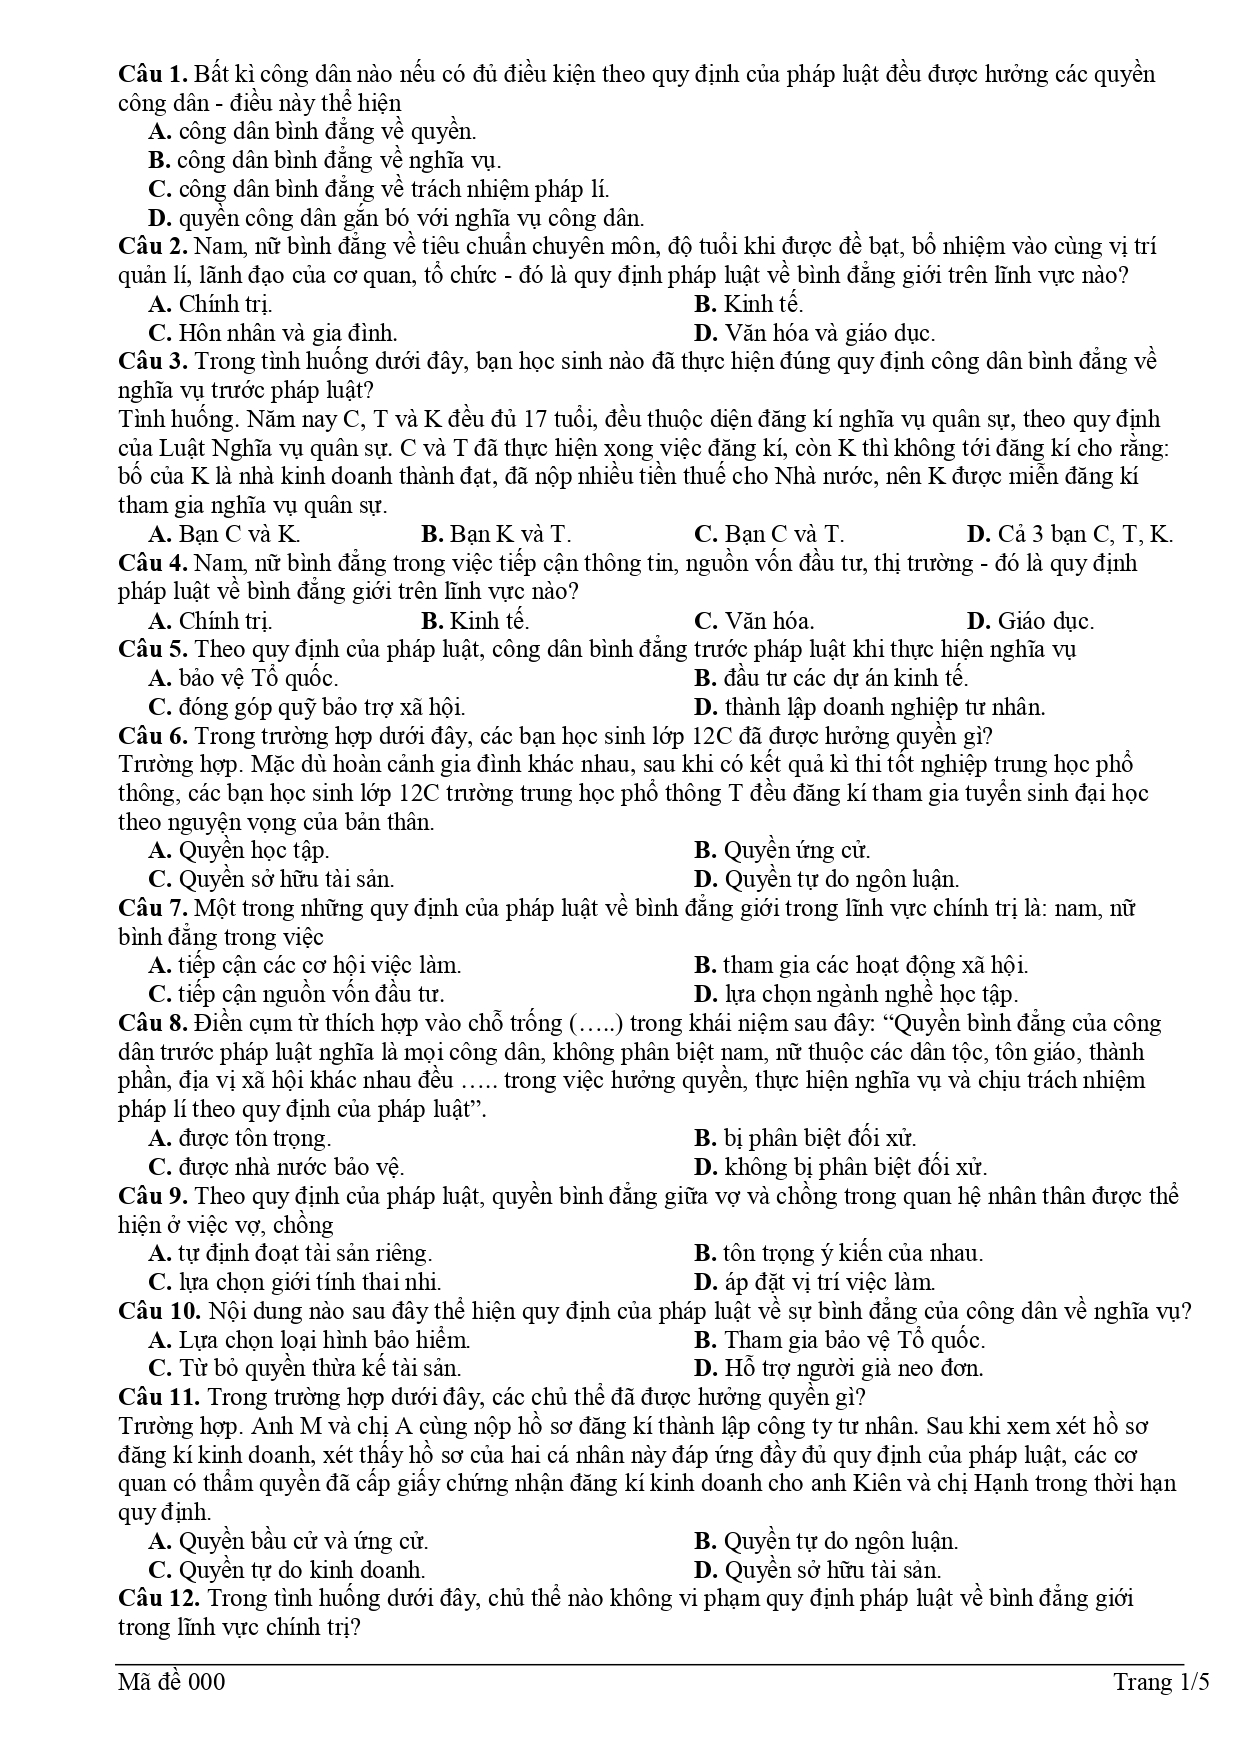 Câu 1. Bất kì công dân nào nếu có đủ điều kiện theo quy định của pháp luật đều được hưởng các quyền
công dân - điều này thể hiện
A. công dân bình đẳng về quyền.
B. công dân bình đẳng về nghĩa vụ.
C. công dân bình đẳng về trách nhiệm pháp lí.
D. quyền công dân gắn bó với nghĩa vụ công dân.
Câu 2. Nam, nữ bình đẳng về tiêu chuẩn chuyên môn, độ tuổi khi được đề bạt, bổ nhiệm vào cùng vị trí
quản lí, lãnh đạo của cơ quan, tổ chức - đó là quy định pháp luật về bình đẳng giới trên lĩnh vực nào?
A. Chính trị. B. Kinh tế.
C. Hôn nhân và gia đình. D. Văn hóa và giáo dục.
Câu 3. Trong tình huống dưới đây, bạn học sinh nào đã thực hiện đúng quy định công dân bình đẳng về
nghĩa vụ trước pháp luật?
Tình huống. Năm nay C, T và K đều đủ 17 tuổi, đều thuộc diện đăng kí nghĩa vụ quân sự, theo quy định
của Luật Nghĩa vụ quân sự. C và T đã thực hiện xong việc đăng kí, còn K thì không tới đăng kí cho rằng:
bố của K là nhà kinh doanh thành đạt, đã nộp nhiều tiền thuế cho Nhà nước, nên K được miễn đăng kí
tham gia nghĩa vụ quân sự.
A. Bạn C và K. B. Bạn K và T. C. Bạn C và T. D. Cả 3 bạn C, T, K.
Câu 4. Nam, nữ bình đẳng trong việc tiếp cận thông tin, nguồn vốn đầu tư, thị trường - đó là quy định
pháp luật về bình đẳng giới trên lĩnh vực nào?
A. Chính trị. B. Kinh tế. C. Văn hóa. D. Giáo dục.
Câu 5. Theo quy định của pháp luật, công dân bình đẳng trước pháp luật khi thực hiện nghĩa vụ
A. bảo vệ Tổ quốc. B. đầu tư các dự án kinh tế.
C. đóng góp quỹ bảo trợ xã hội. D. thành lập doanh nghiệp tư nhân.
Câu 6. Trong trường hợp dưới đây, các bạn học sinh lớp 12C đã được hưởng quyền gì?
Trường hợp. Mặc dù hoàn cảnh gia đình khác nhau, sau khi có kết quả kì thi tốt nghiệp trung học phổ
thông, các bạn học sinh lớp 12C trường trung học phổ thông T đều đăng kí tham gia tuyển sinh đại học
theo nguyện vọng của bản thân.
A. Quyền học tập. B. Quyền ứng cử.
C. Quyền sở hữu tài sản. D. Quyền tự do ngôn luận.
Câu 7. Một trong những quy định của pháp luật về bình đẳng giới trong lĩnh vực chính trị là: nam, nữ
bình đẳng trong việc
A. tiếp cận các cơ hội việc làm. B. tham gia các hoạt động xã hội.
C. tiếp cận nguồn vốn đầu tư. D. lựa chọn ngành nghề học tập.
Câu 8. Điền cụm từ thích hợp vào chỗ trống (…..) trong khái niệm sau đây: “Quyền bình đẳng của công
dân trước pháp luật nghĩa là mọi công dân, không phân biệt nam, nữ thuộc các dân tộc, tôn giáo, thành
phần, địa vị xã hội khác nhau đều ….. trong việc hưởng quyền, thực hiện nghĩa vụ và chịu trách nhiệm
pháp lí theo quy định của pháp luật”.
A. được tôn trọng. B. bị phân biệt đối xử.
C. được nhà nước bảo vệ. D. không bị phân biệt đối xử.
Câu 9. Theo quy định của pháp luật, quyền bình đẳng giữa vợ và chồng trong quan hệ nhân thân được thể
hiện ở việc vợ, chồng
A. tự định đoạt tài sản riêng. B. tôn trọng ý kiến của nhau.
C. lựa chọn giới tính thai nhi. D. áp đặt vị trí việc làm.
Câu 10. Nội dung nào sau đây thể hiện quy định của pháp luật về sự bình đẳng của công dân về nghĩa vụ?
A. Lựa chọn loại hình bảo hiểm. B. Tham gia bảo vệ Tổ quốc.
C. Từ bỏ quyền thừa kế tài sản. D. Hỗ trợ người già neo đơn.
Câu 11. Trong trường hợp dưới đây, các chủ thể đã được hưởng quyền gì?
Trường hợp. Anh M và chị A cùng nộp hồ sơ đăng kí thành lập công ty tư nhân. Sau khi xem xét hồ sơ
đăng kí kinh doanh, xét thấy hồ sơ của hai cá nhân này đáp ứng đầy đủ quy định của pháp luật, các cơ
quan có thẩm quyền đã cấp giấy chứng nhận đăng kí kinh doanh cho anh Kiên và chị Hạnh trong thời hạn
quy định.
A. Quyền bầu cử và ứng cử. B. Quyền tự do ngôn luận.
C. Quyền tự do kinh doanh. D. Quyền sở hữu tài sản.
Câu 12. Trong tình huống dưới đây, chủ thể nào không vi phạm quy định pháp luật về bình đẳng giới
trong lĩnh vực chính trị?
Mã đề 000 Trang 1/5